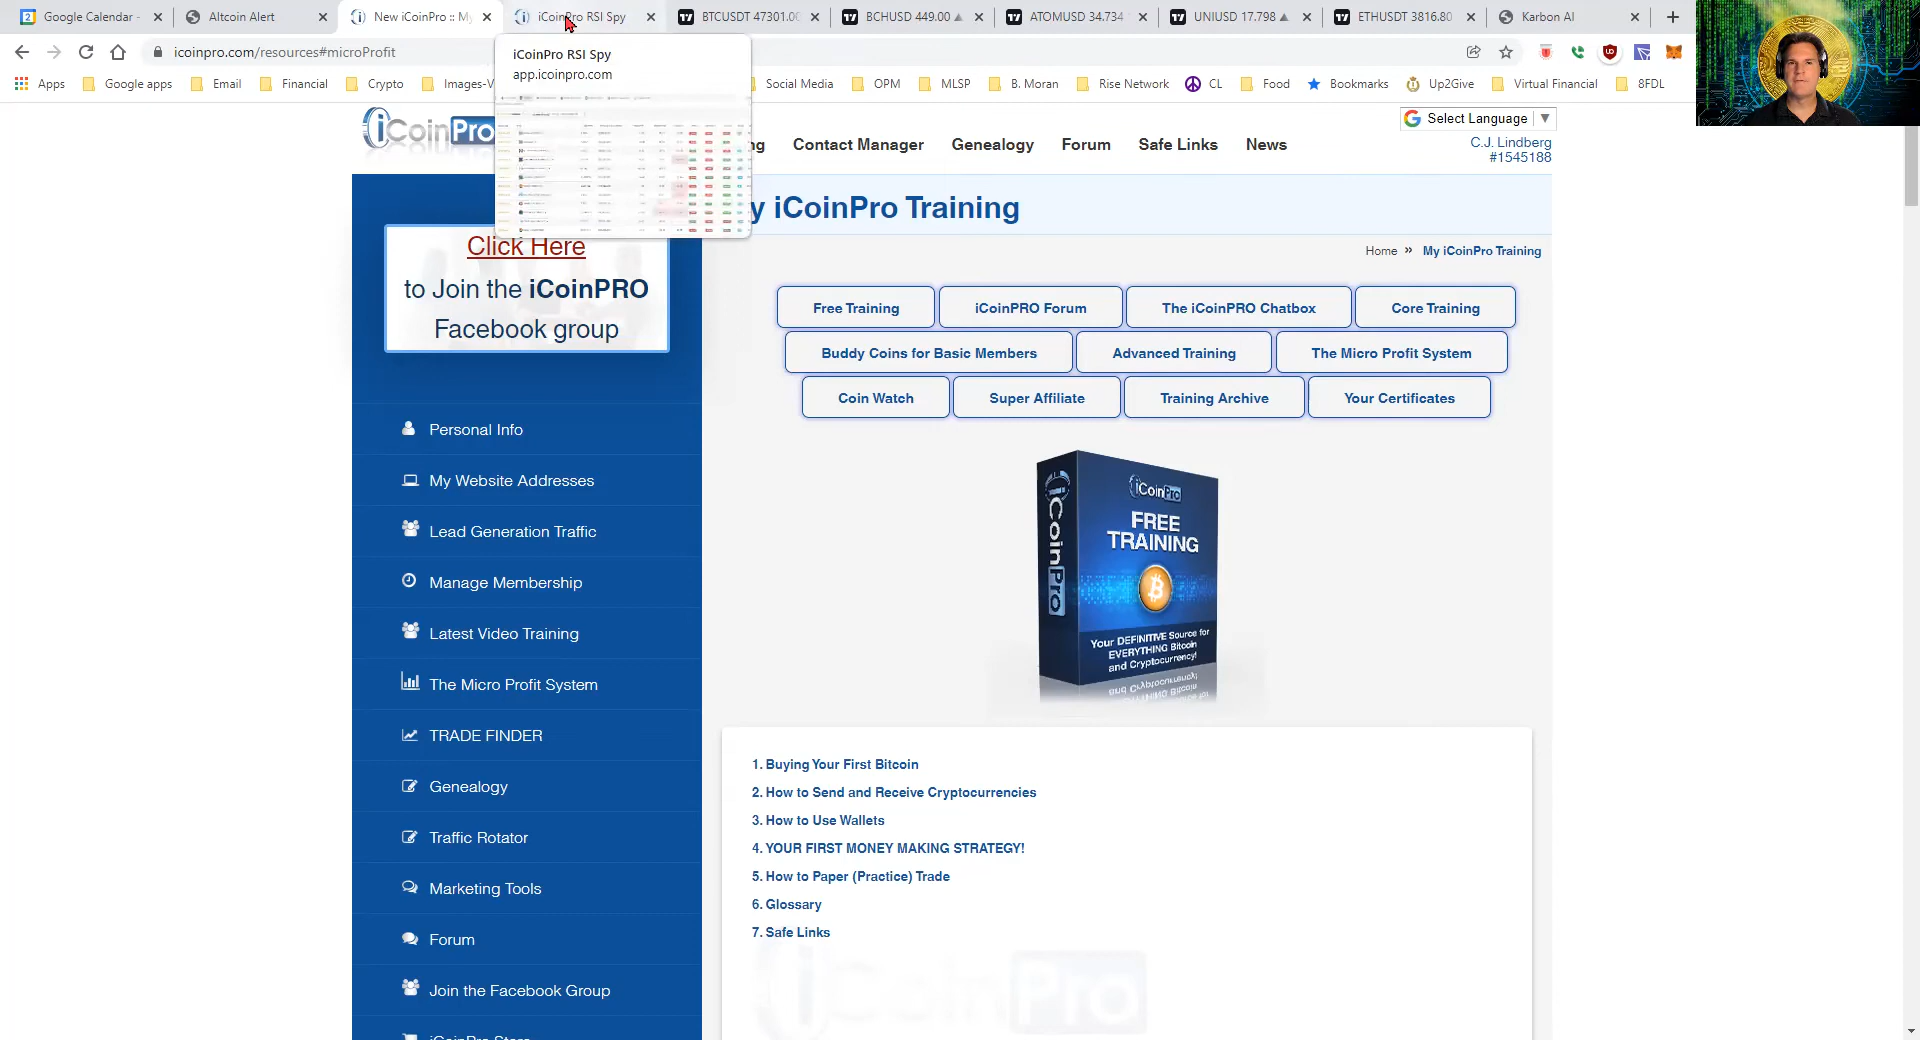 Google Calendar -
Altcoin Alert
New iCoinPro :: My
iCoinPro RSI Spy
BTCUSDT 47301.00
BCHUSD 449.00
ATOMUSD 34.734
UNIUSD 17.798
ETHUSDT 3816.80
Karbon AI
icoinpro.com/resources#microProfit
iCoinPro RSI Spy
app.icoinpro.com
Apps
Google apps
Email
Financial
Crypto
Images-V
Social Media
OPM
MLSP
B. Moran
Rise Network
CL
Food
Bookmarks
Up2Give
Virtual Financial
8FDL
iCoinPro
Contact Manager
Genealogy
Forum
Safe Links
News
Select Language
C.J. Lindberg
#1545188
y iCoinPro Training
Home » My iCoinPro Training
Click Here
to Join the iCoinPRO
Facebook group
Personal Info
My Website Addresses
Lead Generation Traffic
Manage Membership
Latest Video Training
The Micro Profit System
TRADE FINDER
Genealogy
Traffic Rotator
Marketing Tools
Forum
Join the Facebook Group
iCoinPro Store
Free Training
iCoinPRO Forum
The iCoinPRO Chatbox
Core Training
Buddy Coins for Basic Members
Advanced Training
The Micro Profit System
Coin Watch
Super Affiliate
Training Archive
Your Certificates
iCoinPro
iCoinPro
FREE
TRAINING
Your DEFINITIVE Source for
EVERYTHING Bitcoin
and Cryptocurrency!
1. Buying Your First Bitcoin
2. How to Send and Receive Cryptocurrencies
3. How to Use Wallets
4. YOUR FIRST MONEY MAKING STRATEGY!
5. How to Paper (Practice) Trade
6. Glossary
7. Safe Links
iCoinPro